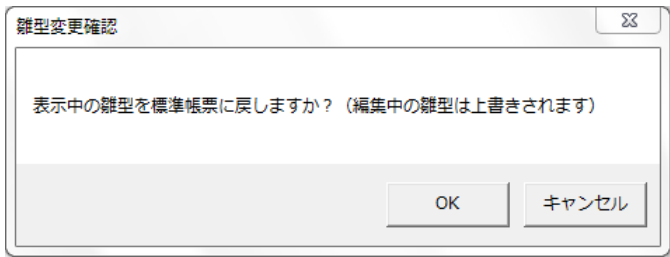 雛型変更確認
表示中の雛型を標準帳票に戻しますか？（編集中の雛型は上書きされます）
OK
キャンセル